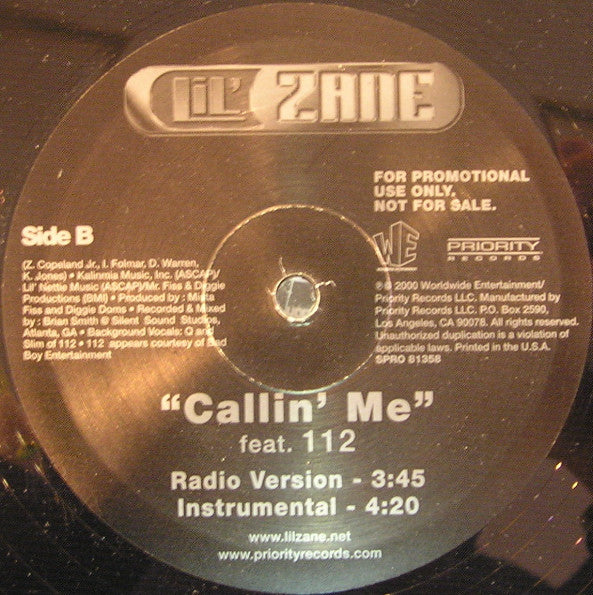 LiL' ZANE
FOR PROMOTIONAL
USE ONLY.
NOT FOR SALE.
Side B
WE
PRIORITY
RECORDS
(Z. Copeland Jr., I. Folmar, D. Warren,
K. Jones) • Kalinmia Music, Inc. (ASCAP)/
Lil' Nettie Music (ASCAP)/Mr. Fiss & Diggie
Productions (BMI) • Produced by: Mista
Fiss and Diggie Doms • Recorded & Mixed
by: Brian Smith @ Silent Sound Studios,
Atlanta, GA • Background Vocals: Q and
Slim of 112 • 112 appears courtesy of Bad
Boy Entertainment
℗© 2000 Worldwide Entertainment/
Priority Records LLC. Manufactured by
Priority Records LLC. P.O. Box 2590,
Los Angeles, CA 90078. All rights reserved.
Unauthorized duplication is a violation of
applicable laws. Printed in the U.S.A.
SPRO 81358
“Callin’ Me”
feat. 112
Radio Version - 3:45
Instrumental - 4:20
www.lilzane.net
www.priorityrecords.com